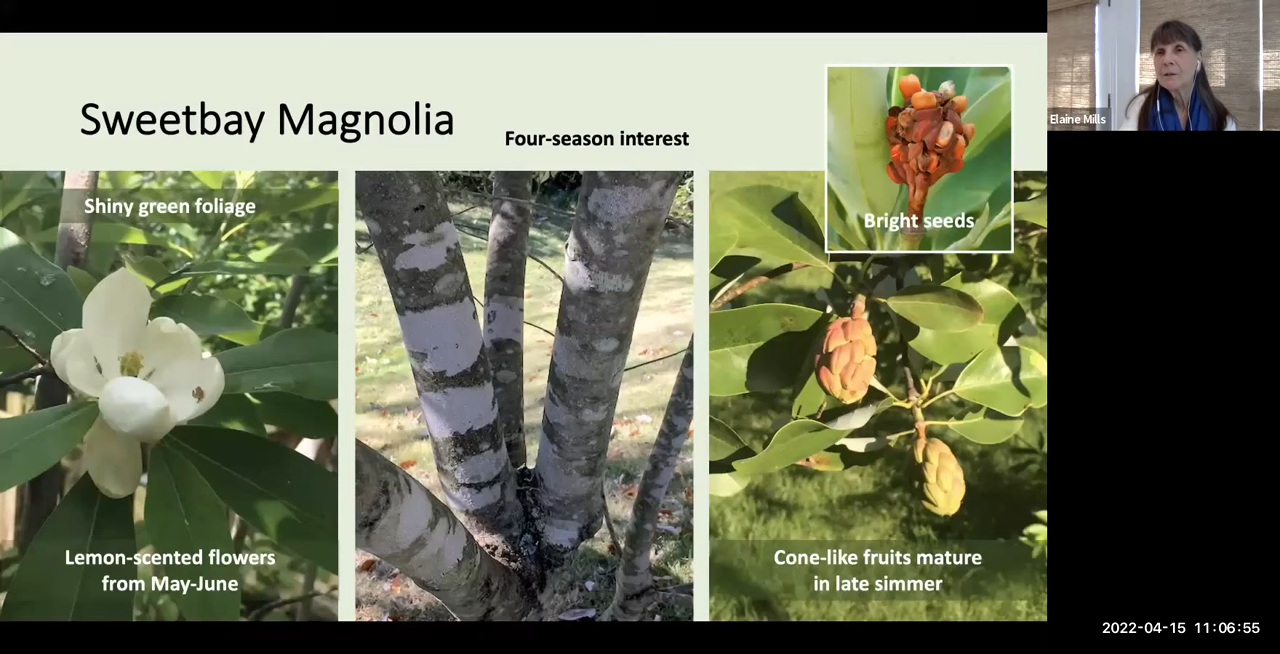 Sweetbay Magnolia
Four-season interest
Elaine Mills
Shiny green foliage
Bright seeds
Lemon-scented flowers
from May-June
Cone-like fruits mature
in late simmer
2022-04-15 11:06:55